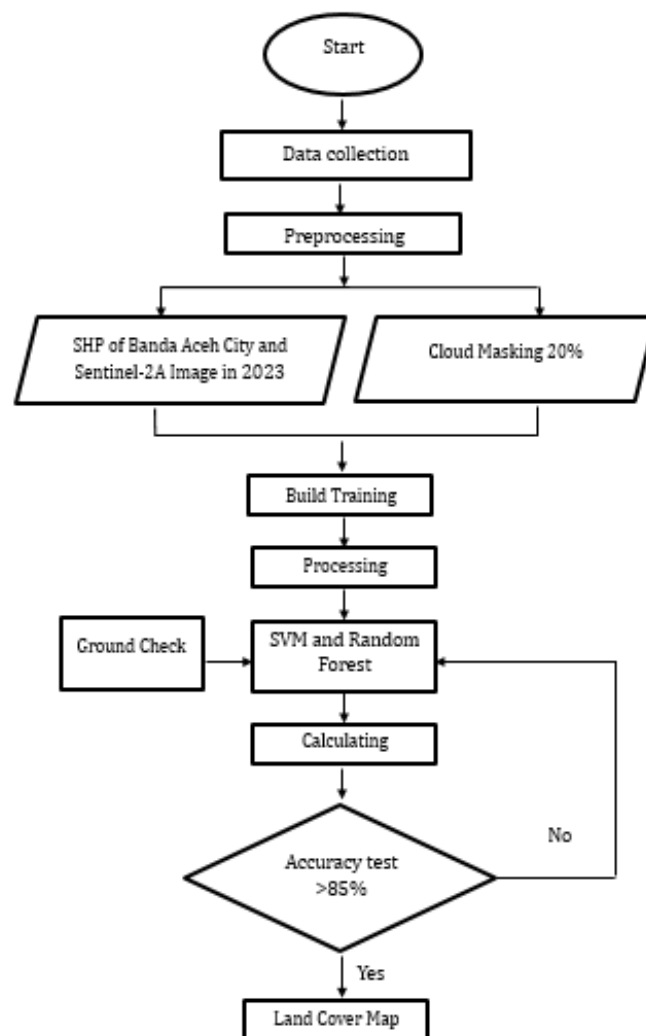 Start
Data collection
Preprocessing
SHP of Banda Aceh City and
Sentinel-2A Image in 2023
Cloud Masking 20%
Build Training
Processing
Ground Check
SVM and Random
Forest
Calculating
Accuracy test
>85%
No
Yes
Land Cover Map